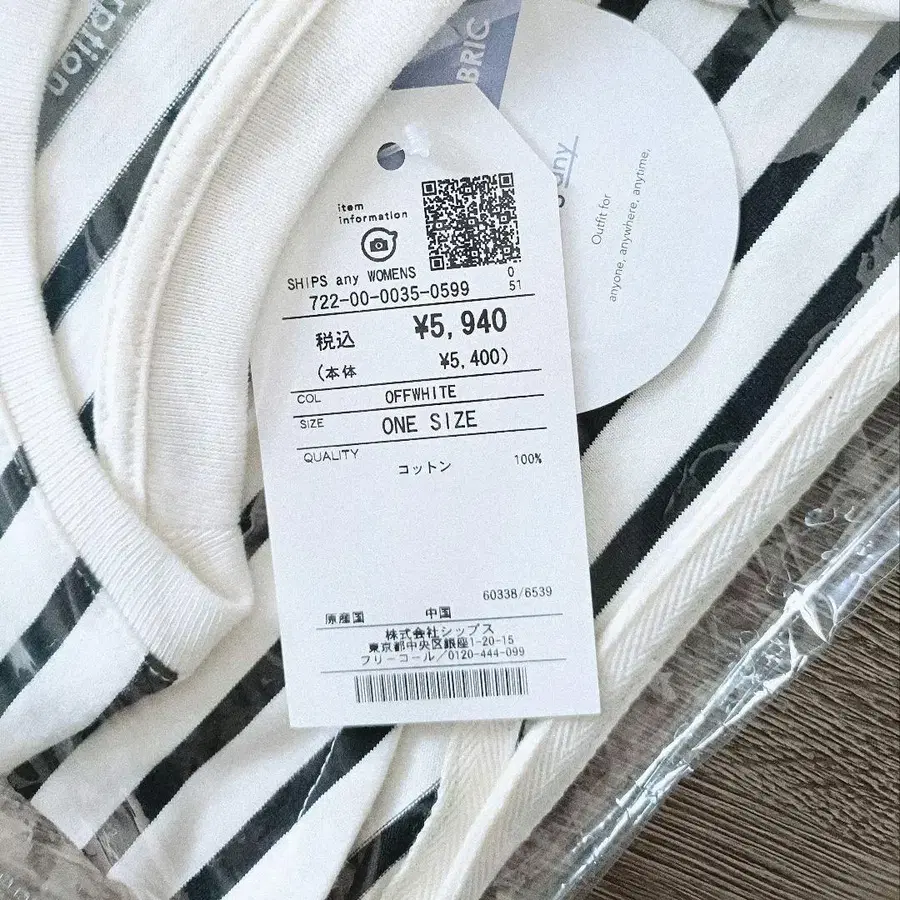 ption
BRIC
any
Outfit for
anyone, anywhere, anytime.
item
information
SHIPS any WOMENS 0
722-00-0035-0599 51
税込 ¥5,940
(本体 ¥5,400)
COL OFFWHITE
SIZE ONE SIZE
QUALITY
コットン 100%
60338/6539
原産国 中国
株式会社シップス
東京都中央区銀座1-20-15
フリーコール/0120-444-099